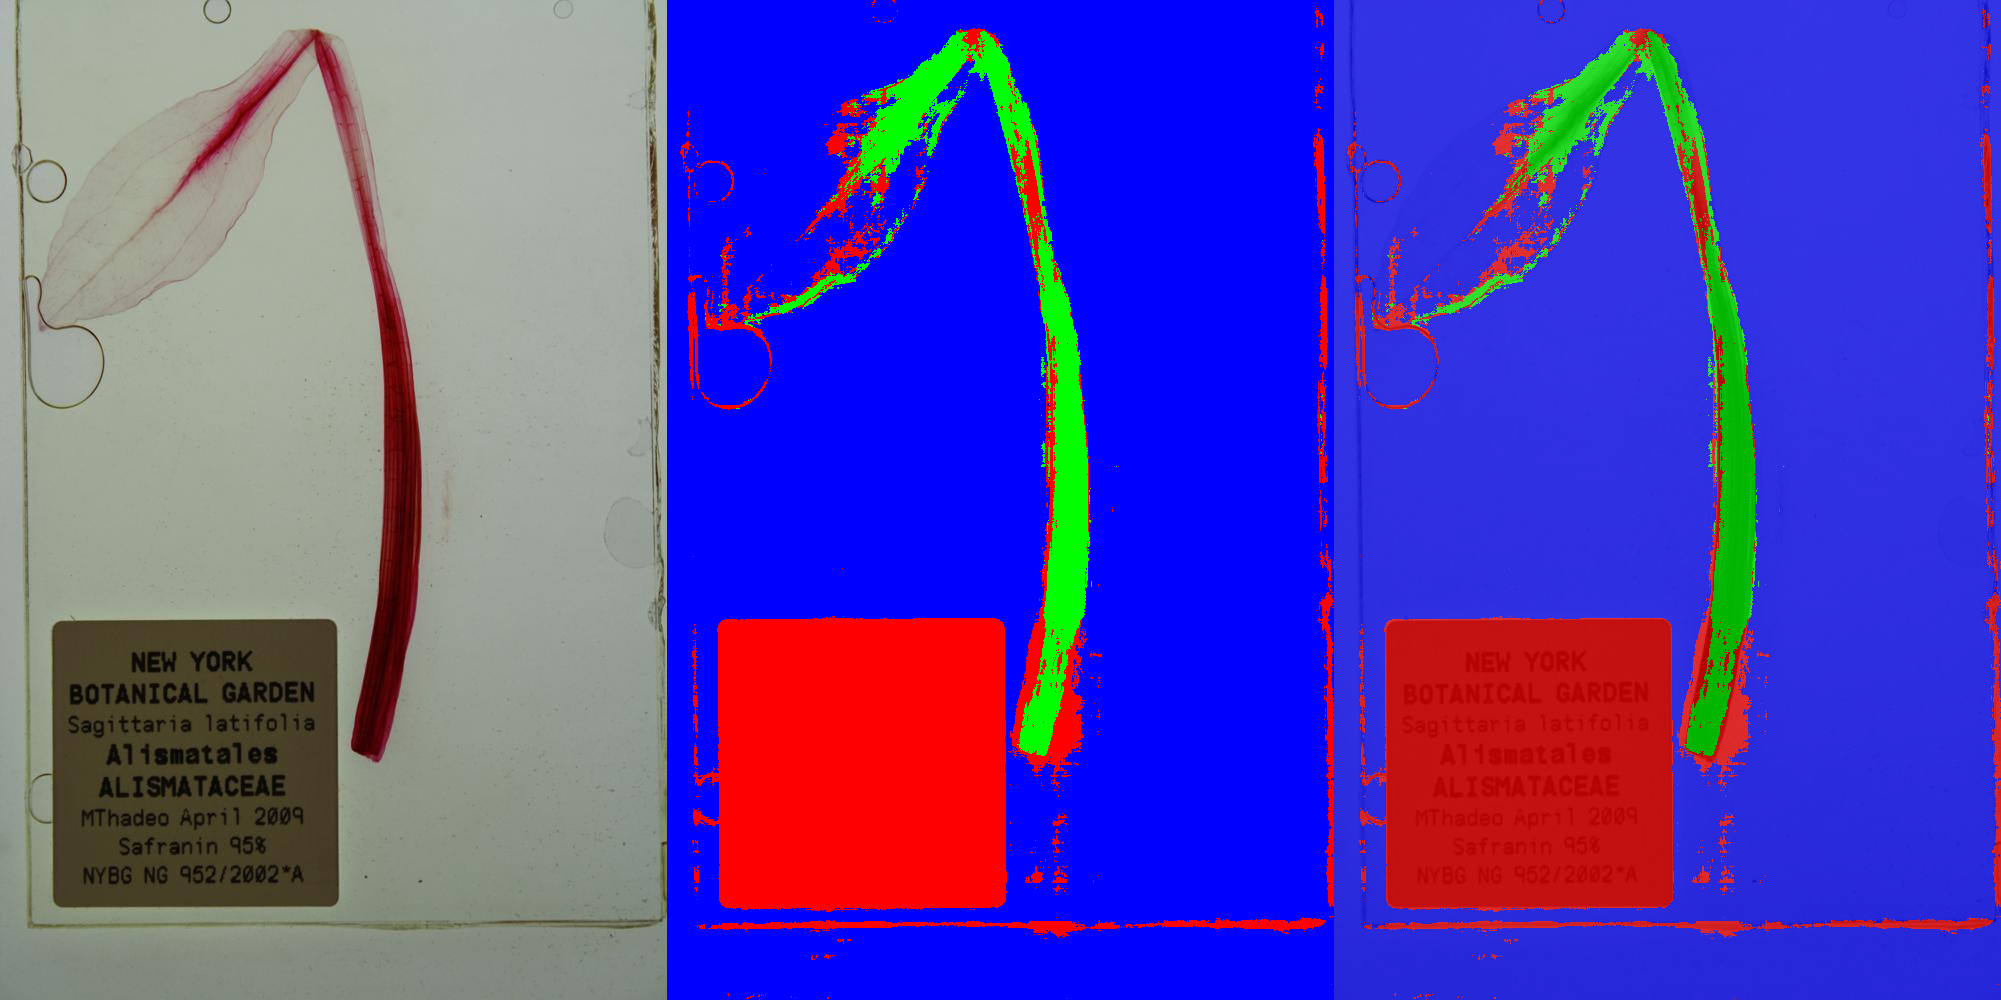 NEW YORK
BOTANICAL GARDEN
Sagittaria latifolia
Alismatales
ALISMATACEAE
MThadeo April 2009
Safranin 95%
NYBG NG 952/2002*A
NEW YORK
BOTANICAL GARDEN
Sagittaria latifolia
Alismatales
ALISMATACEAE
MThadeo April 2009
Safranin 95%
NYBG NG 952/2002*A